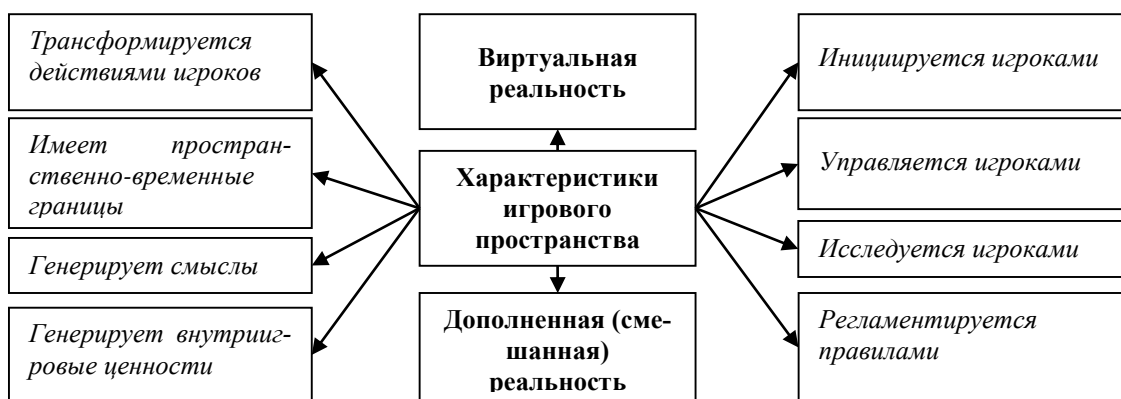 Трансформируется
действиями игроков
Имеет простран-
ственно-временные
границы
Генерирует смыслы
Генерирует внутрииг-
ровые ценности
Виртуальная
реальность
Характеристики
игрового
пространства
Дополненная (сме-
шанная)
реальность
Инициируется игроками
Управляется игроками
Исследуется игроками
Регламентируется
правилами